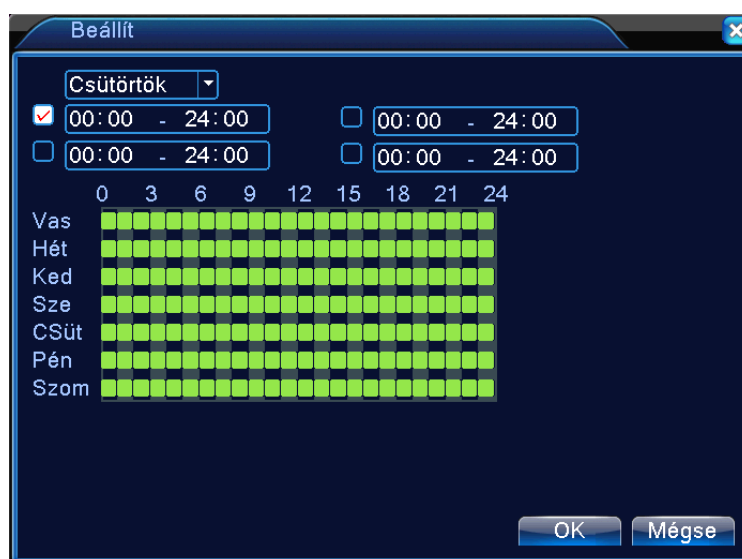 Beállít
Csütörtök
00:00 - 24:00 00:00 - 24:00
00:00 - 24:00 00:00 - 24:00
0 3 6 9 12 15 18 21 24
Vas
Hét
Ked
Sze
CSüt
Pén
Szom
OK Mégse